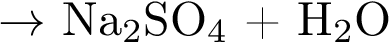 → Na₂SO₄ + H₂O